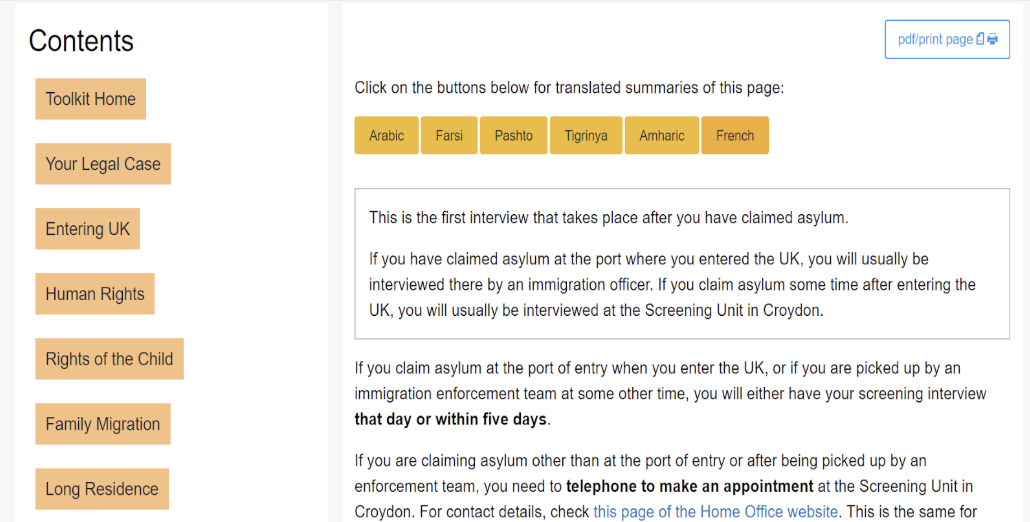 Contents
Toolkit Home
Your Legal Case
Entering UK
Human Rights
Rights of the Child
Family Migration
Long Residence
pdf/print page
Click on the buttons below for translated summaries of this page:
Arabic Farsi Pashto Tigrinya Amharic French
This is the first interview that takes place after you have claimed asylum.
If you have claimed asylum at the port where you entered the UK, you will usually be
interviewed there by an immigration officer. If you claim asylum some time after entering the
UK, you will usually be interviewed at the Screening Unit in Croydon.
If you claim asylum at the port of entry when you enter the UK, or if you are picked up by an
immigration enforcement team at some other time, you will either have your screening interview
that day or within five days.
If you are claiming asylum other than at the port of entry or after being picked up by an
enforcement team, you need to telephone to make an appointment at the Screening Unit in
Croydon. For contact details, check this page of the Home Office website. This is the same for